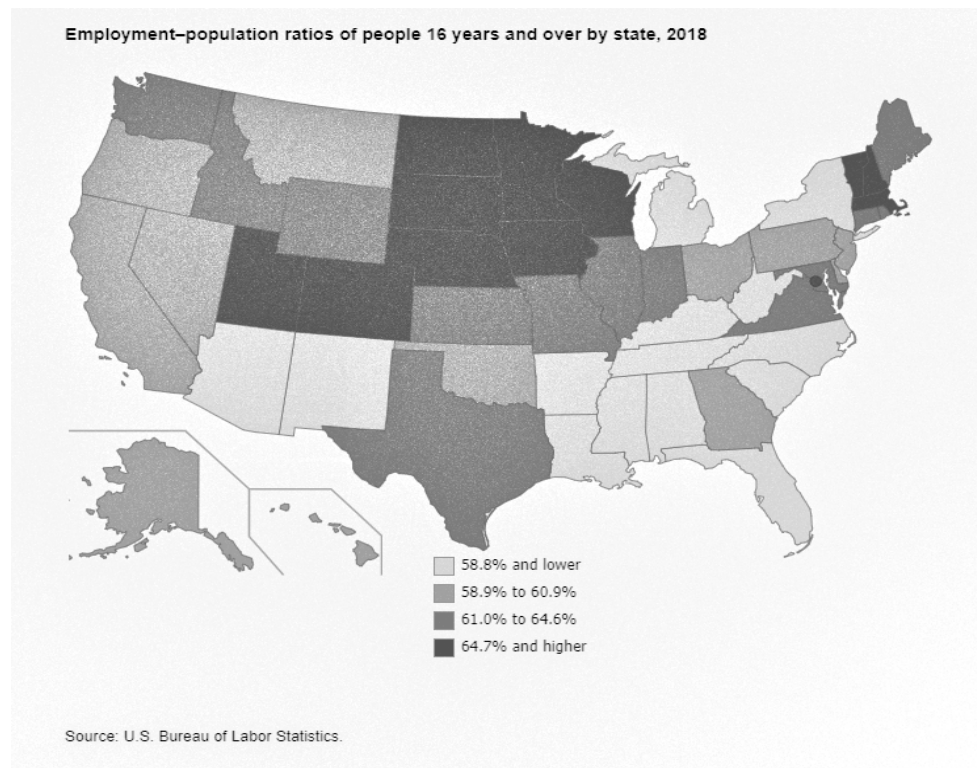 Employment–population ratios of people 16 years and over by state, 2018
58.8% and lower
58.9% to 60.9%
61.0% to 64.6%
64.7% and higher
Source: U.S. Bureau of Labor Statistics.